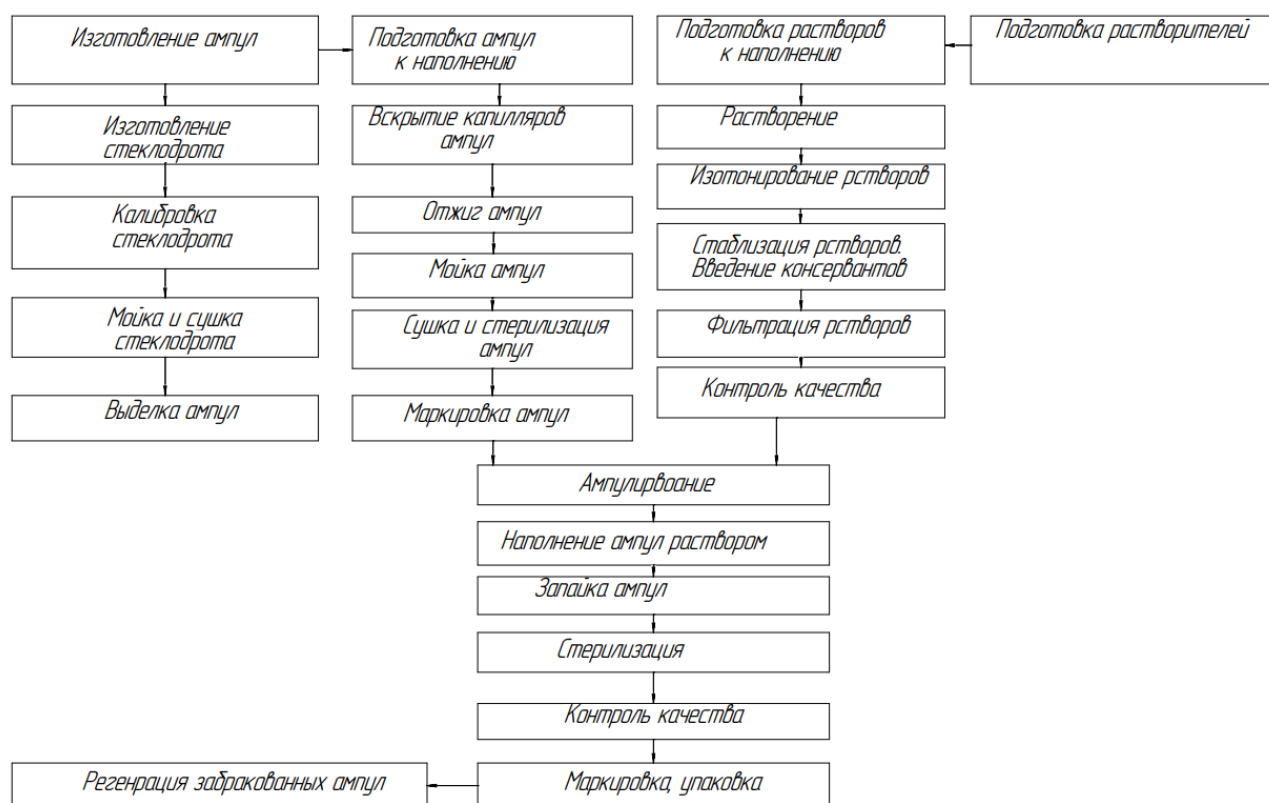 Изготовление ампул
Подготовка ампул
к наполнению
Подготовка растворов
к наполнению
Подготовка растворителей
Изготовление
стеклодрота
Калибровка
стеклодрота
Мойка и сушка
стеклодрота
Выделка ампул
Вскрытие капилляров
ампул
Отжиг ампул
Мойка ампул
Сушка и стерилизация
ампул
Маркировка ампул
Растворение
Изотонирование рстворов
Стаблизация рстворов.
Введение консервантов
Фильтрация рстворов
Контроль качества
Ампулирвоание
Наполнение ампул раствором
Запайка ампул
Стерилизация
Контроль качества
Маркировка, упаковка
Регенрация забракованных ампул